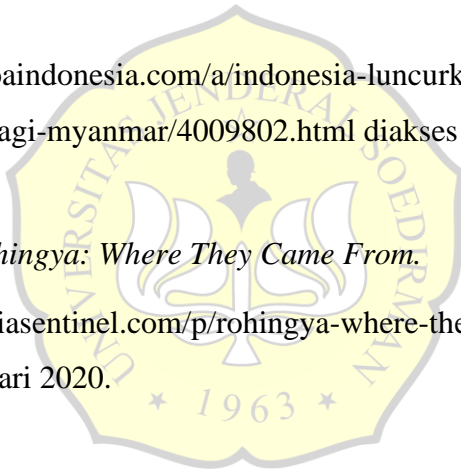 oaindonesia.com/a/indonesia-luncurk
agi-myanmar/4009802.html diakses
hingya: Where They Came From.
iasentinel.com/p/rohingya-where-the
ari 2020.
UNIVERSITAS JENDERAL SOEDIRMAN
* 1963 *